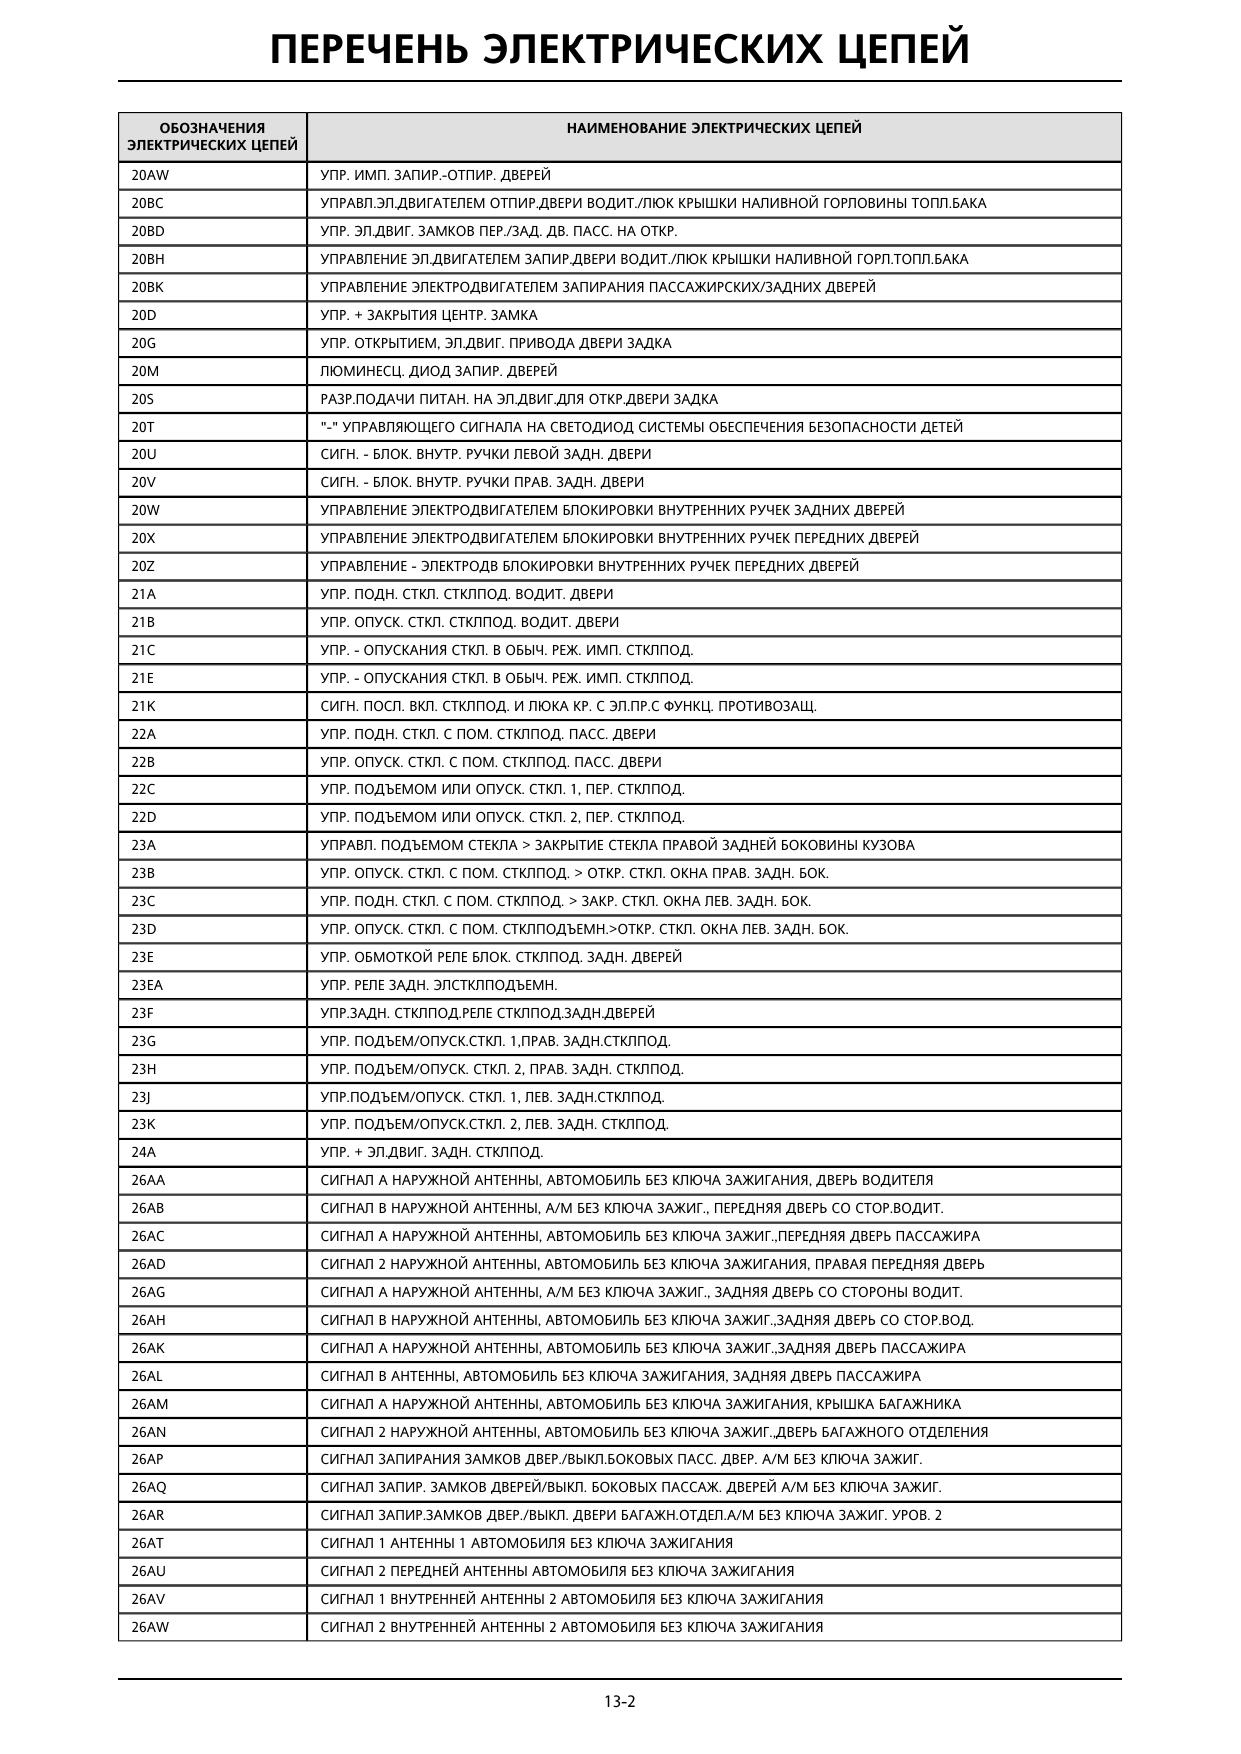 ПЕРЕЧЕНЬ ЭЛЕКТРИЧЕСКИХ ЦЕПЕЙ
ОБОЗНАЧЕНИЯ ЭЛЕКТРИЧЕСКИХ ЦЕПЕЙ НАИМЕНОВАНИЕ ЭЛЕКТРИЧЕСКИХ ЦЕПЕЙ
20AW УПР. ИМП. ЗАПИР.-ОТПИР. ДВЕРЕЙ
20BC УПРАВЛ.ЭЛ.ДВИГАТЕЛЕМ ОТПИР.ДВЕРИ ВОДИТ./ЛЮК КРЫШКИ НАЛИВНОЙ ГОРЛОВИНЫ ТОПЛ.БАКА
20BD УПР. ЭЛ.ДВИГ. ЗАМКОВ ПЕР./ЗАД. ДВ. ПАСС. НА ОТКР.
20BH УПРАВЛЕНИЕ ЭЛ.ДВИГАТЕЛЕМ ЗАПИР.ДВЕРИ ВОДИТ./ЛЮК КРЫШКИ НАЛИВНОЙ ГОРЛ.ТОПЛ.БАКА
20BK УПРАВЛЕНИЕ ЭЛЕКТРОДВИГАТЕЛЕМ ЗАПИРАНИЯ ПАССАЖИРСКИХ/ЗАДНИХ ДВЕРЕЙ
20D УПР. + ЗАКРЫТИЯ ЦЕНТР. ЗАМКА
20G УПР. ОТКРЫТИЕМ, ЭЛ.ДВИГ. ПРИВОДА ДВЕРИ ЗАДКА
20M ЛЮМИНЕСЦ. ДИОД ЗАПИР. ДВЕРЕЙ
20S РАЗР.ПОДАЧИ ПИТАН. НА ЭЛ.ДВИГ.ДЛЯ ОТКР.ДВЕРИ ЗАДКА
20T "-" УПРАВЛЯЮЩЕГО СИГНАЛА НА СВЕТОДИОД СИСТЕМЫ ОБЕСПЕЧЕНИЯ БЕЗОПАСНОСТИ ДЕТЕЙ
20U СИГН. - БЛОК. ВНУТР. РУЧКИ ЛЕВОЙ ЗАДН. ДВЕРИ
20V СИГН. - БЛОК. ВНУТР. РУЧКИ ПРАВ. ЗАДН. ДВЕРИ
20W УПРАВЛЕНИЕ ЭЛЕКТРОДВИГАТЕЛЕМ БЛОКИРОВКИ ВНУТРЕННИХ РУЧЕК ЗАДНИХ ДВЕРЕЙ
20X УПРАВЛЕНИЕ ЭЛЕКТРОДВИГАТЕЛЕМ БЛОКИРОВКИ ВНУТРЕННИХ РУЧЕК ПЕРЕДНИХ ДВЕРЕЙ
20Z УПРАВЛЕНИЕ - ЭЛЕКТРОДВ БЛОКИРОВКИ ВНУТРЕННИХ РУЧЕК ПЕРЕДНИХ ДВЕРЕЙ
21A УПР. ПОДН. СТКЛ. СТКЛПОД. ВОДИТ. ДВЕРИ
21B УПР. ОПУСК. СТКЛ. СТКЛПОД. ВОДИТ. ДВЕРИ
21C УПР. - ОПУСКАНИЯ СТКЛ. В ОБЫЧ. РЕЖ. ИМП. СТКЛПОД.
21E УПР. - ОПУСКАНИЯ СТКЛ. В ОБЫЧ. РЕЖ. ИМП. СТКЛПОД.
21K СИГН. ПОСЛ. ВКЛ. СТКЛПОД. И ЛЮКА КР. С ЭЛ.ПР.С ФУНКЦ. ПРОТИВОЗАЩ.
22A УПР. ПОДН. СТКЛ. С ПОМ. СТКЛПОД. ПАСС. ДВЕРИ
22B УПР. ОПУСК. СТКЛ. С ПОМ. СТКЛПОД. ПАСС. ДВЕРИ
22C УПР. ПОДЪЕМОМ ИЛИ ОПУСК. СТКЛ. 1, ПЕР. СТКЛПОД.
22D УПР. ПОДЪЕМОМ ИЛИ ОПУСК. СТКЛ. 2, ПЕР. СТКЛПОД.
23A УПРАВЛ. ПОДЪЕМОМ СТЕКЛА > ЗАКРЫТИЕ СТЕКЛА ПРАВОЙ ЗАДНЕЙ БОКОВИНЫ КУЗОВА
23B УПР. ОПУСК. СТКЛ. С ПОМ. СТКЛПОД. > ОТКР. СТКЛ. ОКНА ПРАВ. ЗАДН. БОК.
23C УПР. ПОДН. СТКЛ. С ПОМ. СТКЛПОД. > ЗАКР. СТКЛ. ОКНА ЛЕВ. ЗАДН. БОК.
23D УПР. ОПУСК. СТКЛ. С ПОМ. СТКЛПОДЪЕМН.>ОТКР. СТКЛ. ОКНА ЛЕВ. ЗАДН. БОК.
23E УПР. ОБМОТКОЙ РЕЛЕ БЛОК. СТКЛПОД. ЗАДН. ДВЕРЕЙ
23EA УПР. РЕЛЕ ЗАДН. ЭЛСТКЛПОДЪЕМН.
23F УПР.ЗАДН. СТКЛПОД.РЕЛЕ СТКЛПОД.ЗАДН.ДВЕРЕЙ
23G УПР. ПОДЪЕМ/ОПУСК.СТКЛ. 1,ПРАВ. ЗАДН.СТКЛПОД.
23H УПР. ПОДЪЕМ/ОПУСК. СТКЛ. 2, ПРАВ. ЗАДН. СТКЛПОД.
23J УПР.ПОДЪЕМ/ОПУСК. СТКЛ. 1, ЛЕВ. ЗАДН.СТКЛПОД.
23K УПР. ПОДЪЕМ/ОПУСК.СТКЛ. 2, ЛЕВ. ЗАДН. СТКЛПОД.
24A УПР. + ЭЛ.ДВИГ. ЗАДН. СТКЛПОД.
26AA СИГНАЛ А НАРУЖНОЙ АНТЕННЫ, АВТОМОБИЛЬ БЕЗ КЛЮЧА ЗАЖИГАНИЯ, ДВЕРЬ ВОДИТЕЛЯ
26AB СИГНАЛ В НАРУЖНОЙ АНТЕННЫ, А/М БЕЗ КЛЮЧА ЗАЖИГ., ПЕРЕДНЯЯ ДВЕРЬ СО СТОР.ВОДИТ.
26AC СИГНАЛ А НАРУЖНОЙ АНТЕННЫ, АВТОМОБИЛЬ БЕЗ КЛЮЧА ЗАЖИГ.,ПЕРЕДНЯЯ ДВЕРЬ ПАССАЖИРА
26AD СИГНАЛ 2 НАРУЖНОЙ АНТЕННЫ, АВТОМОБИЛЬ БЕЗ КЛЮЧА ЗАЖИГАНИЯ, ПРАВАЯ ПЕРЕДНЯЯ ДВЕРЬ
26AG СИГНАЛ А НАРУЖНОЙ АНТЕННЫ, А/М БЕЗ КЛЮЧА ЗАЖИГ., ЗАДНЯЯ ДВЕРЬ СО СТОРОНЫ ВОДИТ.
26AH СИГНАЛ В НАРУЖНОЙ АНТЕННЫ, АВТОМОБИЛЬ БЕЗ КЛЮЧА ЗАЖИГ.,ЗАДНЯЯ ДВЕРЬ СО СТОР.ВОД.
26AK СИГНАЛ А НАРУЖНОЙ АНТЕННЫ, АВТОМОБИЛЬ БЕЗ КЛЮЧА ЗАЖИГ.,ЗАДНЯЯ ДВЕРЬ ПАССАЖИРА
26AL СИГНАЛ В АНТЕННЫ, АВТОМОБИЛЬ БЕЗ КЛЮЧА ЗАЖИГАНИЯ, ЗАДНЯЯ ДВЕРЬ ПАССАЖИРА
26AM СИГНАЛ А НАРУЖНОЙ АНТЕННЫ, АВТОМОБИЛЬ БЕЗ КЛЮЧА ЗАЖИГАНИЯ, КРЫШКА БАГАЖНИКА
26AN СИГНАЛ 2 НАРУЖНОЙ АНТЕННЫ, АВТОМОБИЛЬ БЕЗ КЛЮЧА ЗАЖИГ.,ДВЕРЬ БАГАЖНОГО ОТДЕЛЕНИЯ
26AP СИГНАЛ ЗАПИРАНИЯ ЗАМКОВ ДВЕР./ВЫКЛ.БОКОВЫХ ПАСС. ДВЕР. А/М БЕЗ КЛЮЧА ЗАЖИГ.
26AQ СИГНАЛ ЗАПИР. ЗАМКОВ ДВЕРЕЙ/ВЫКЛ. БОКОВЫХ ПАССАЖ. ДВЕРЕЙ А/М БЕЗ КЛЮЧА ЗАЖИГ.
26AR СИГНАЛ ЗАПИР.ЗАМКОВ ДВЕР./ВЫКЛ. ДВЕРИ БАГАЖН.ОТДЕЛ.А/М БЕЗ КЛЮЧА ЗАЖИГ. УРОВ. 2
26AT СИГНАЛ 1 АНТЕННЫ 1 АВТОМОБИЛЯ БЕЗ КЛЮЧА ЗАЖИГАНИЯ
26AU СИГНАЛ 2 ПЕРЕДНЕЙ АНТЕННЫ АВТОМОБИЛЯ БЕЗ КЛЮЧА ЗАЖИГАНИЯ
26AV СИГНАЛ 1 ВНУТРЕННЕЙ АНТЕННЫ 2 АВТОМОБИЛЯ БЕЗ КЛЮЧА ЗАЖИГАНИЯ
26AW СИГНАЛ 2 ВНУТРЕННЕЙ АНТЕННЫ 2 АВТОМОБИЛЯ БЕЗ КЛЮЧА ЗАЖИГАНИЯ
13-2